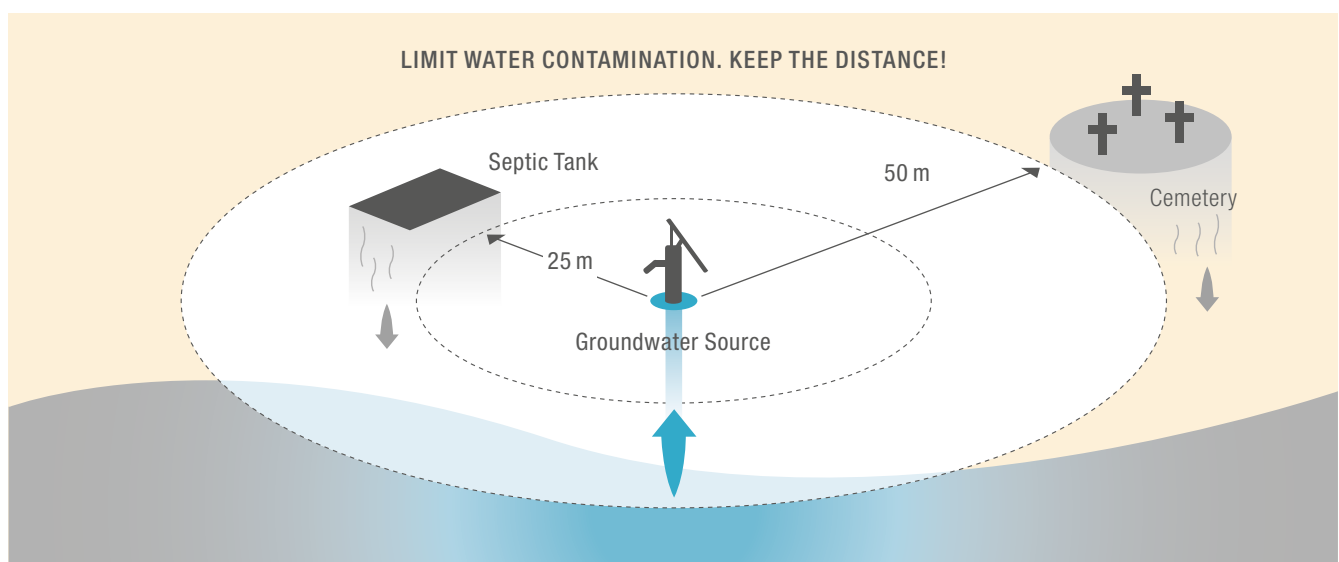 LIMIT WATER CONTAMINATION. KEEP THE DISTANCE!
Septic Tank
50 m
Cemetery
25 m
Groundwater Source